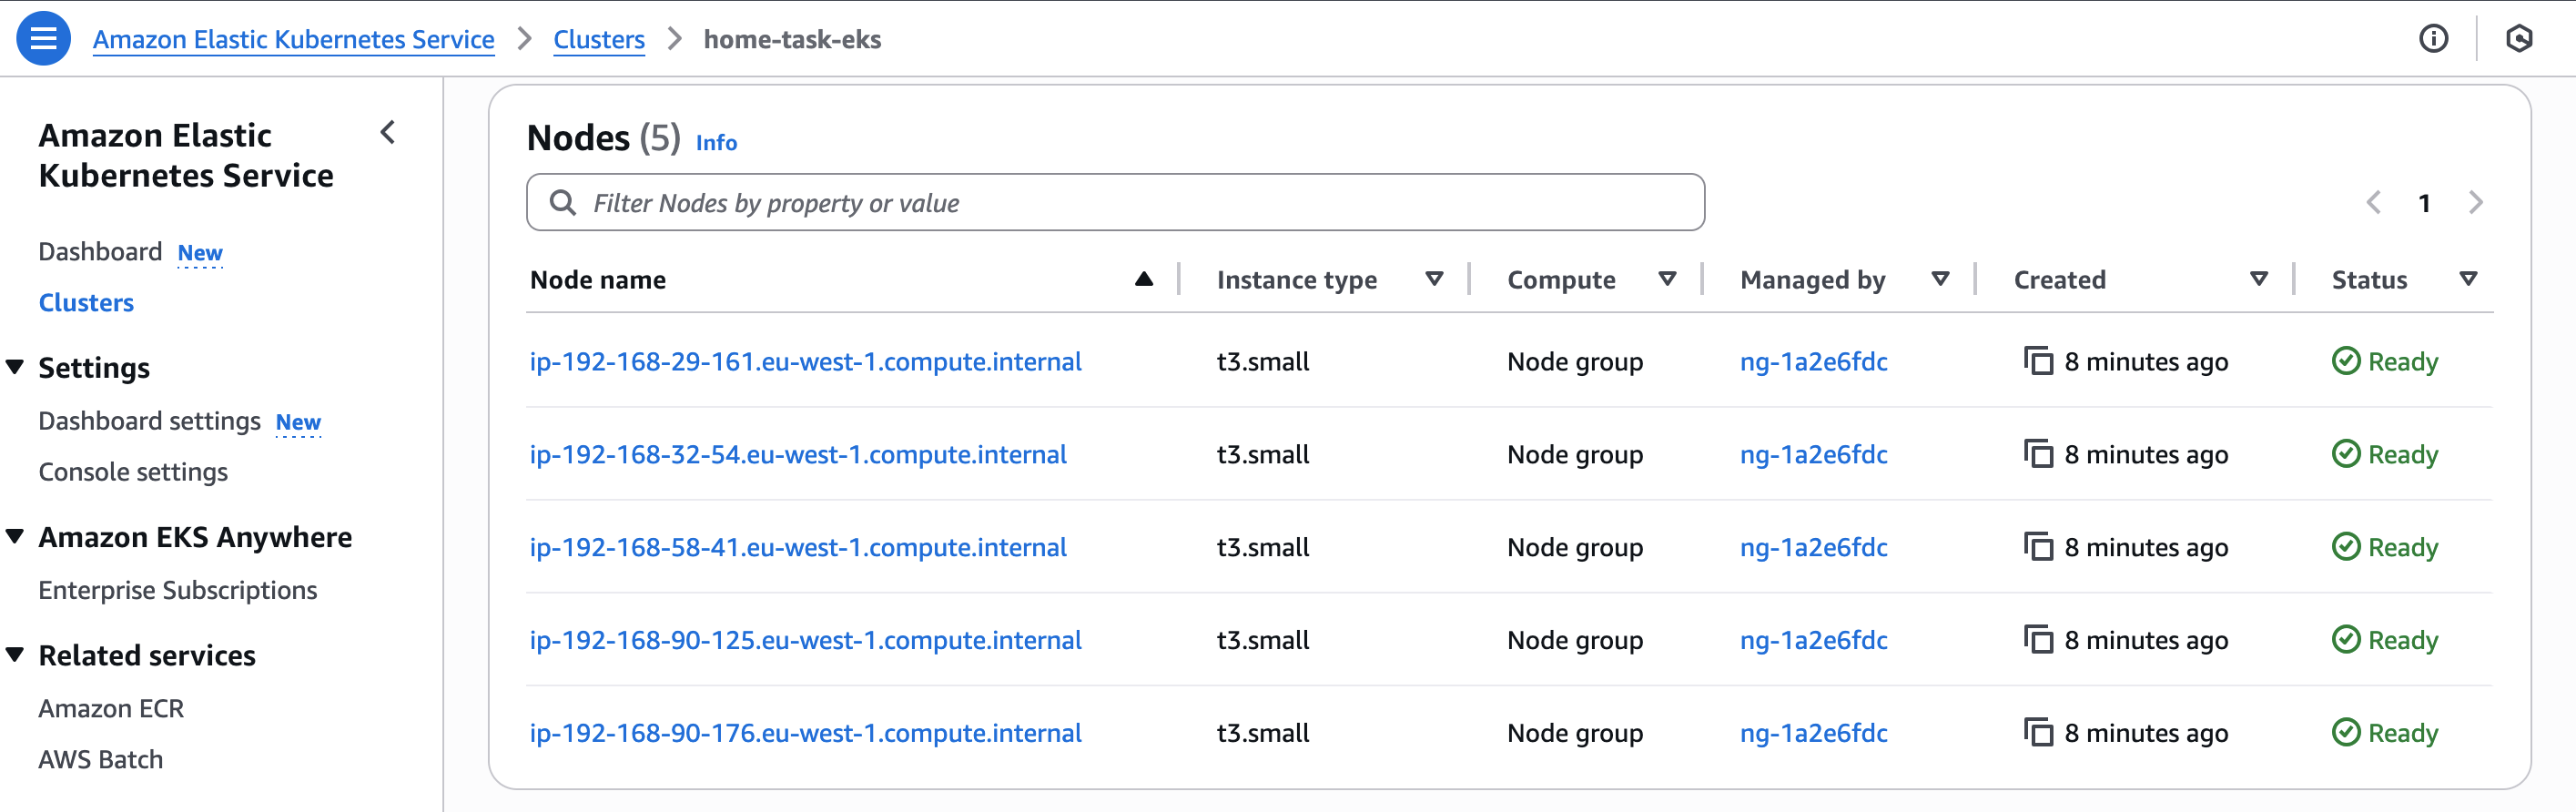 Amazon Elastic Kubernetes Service > Clusters > home-task-eks
Amazon Elastic
Kubernetes Service
Dashboard New
Clusters
Settings
Dashboard settings New
Console settings
Amazon EKS Anywhere
Enterprise Subscriptions
Related services
Amazon ECR
AWS Batch
Nodes (5) Info
Filter Nodes by property or value
1
Node name Instance type Compute Managed by Created Status
ip-192-168-29-161.eu-west-1.compute.internal t3.small Node group ng-1a2e6fdc 8 minutes ago Ready
ip-192-168-32-54.eu-west-1.compute.internal t3.small Node group ng-1a2e6fdc 8 minutes ago Ready
ip-192-168-58-41.eu-west-1.compute.internal t3.small Node group ng-1a2e6fdc 8 minutes ago Ready
ip-192-168-90-125.eu-west-1.compute.internal t3.small Node group ng-1a2e6fdc 8 minutes ago Ready
ip-192-168-90-176.eu-west-1.compute.internal t3.small Node group ng-1a2e6fdc 8 minutes ago Ready